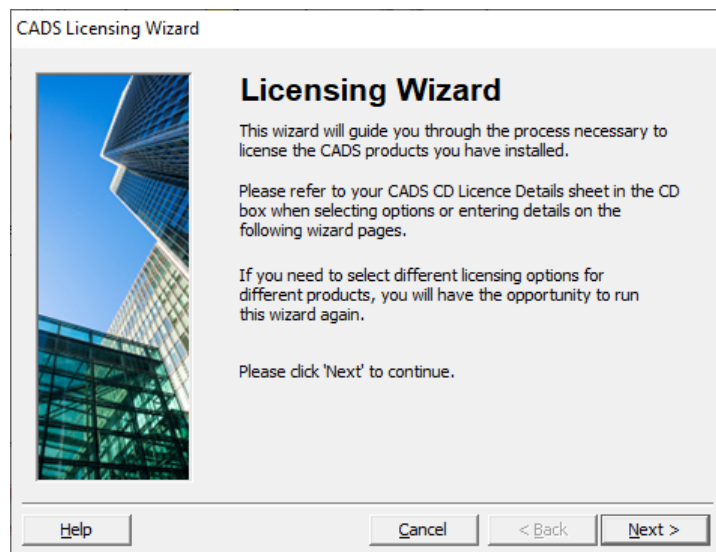 CADS Licensing Wizard
Licensing Wizard
This wizard will guide you through the process necessary to
license the CADS products you have installed.
Please refer to your CADS CD Licence Details sheet in the CD
box when selecting options or entering details on the
following wizard pages.
If you need to select different licensing options for
different products, you will have the opportunity to run
this wizard again.
Please click 'Next' to continue.
Help
Cancel
< Back
Next >